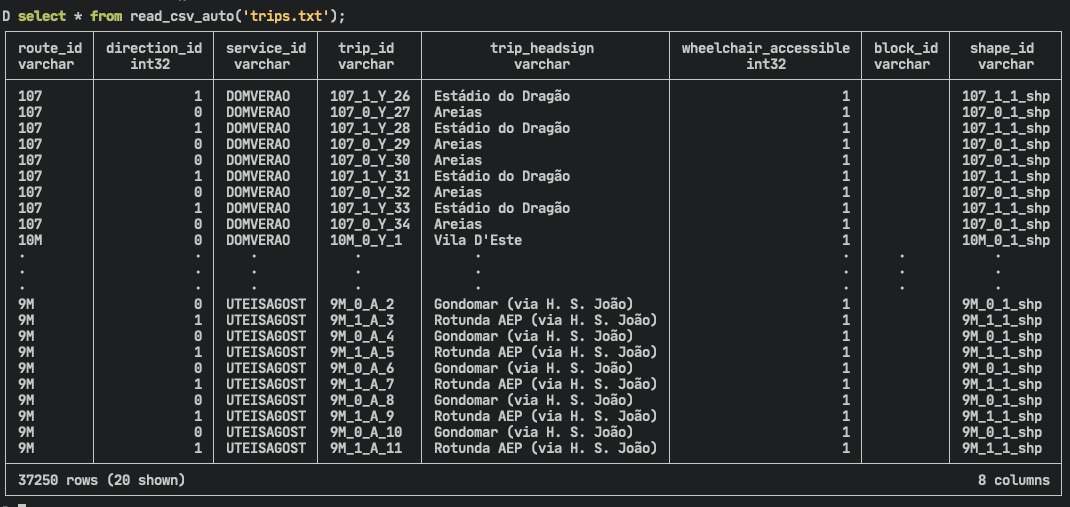 D select * from read_csv_auto('trips.txt');
route_id direction_id service_id trip_id trip_headsign wheelchair_accessible block_id shape_id
varchar int32 varchar varchar varchar int32 varchar varchar
107 1 DOMVERAO 107_1_Y_26 Estádio do Dragão 1 107_1_1_shp
107 0 DOMVERAO 107_0_Y_27 Areias 1 107_0_1_shp
107 1 DOMVERAO 107_1_Y_28 Estádio do Dragão 1 107_1_1_shp
107 0 DOMVERAO 107_0_Y_29 Areias 1 107_0_1_shp
107 0 DOMVERAO 107_0_Y_30 Areias 1 107_0_1_shp
107 1 DOMVERAO 107_1_Y_31 Estádio do Dragão 1 107_1_1_shp
107 0 DOMVERAO 107_0_Y_32 Areias 1 107_0_1_shp
107 1 DOMVERAO 107_1_Y_33 Estádio do Dragão 1 107_1_1_shp
107 0 DOMVERAO 107_0_Y_34 Areias 1 107_0_1_shp
10M 0 DOMVERAO 10M_0_Y_1 Vila D'Este 1 10M_0_1_shp
. . . . . . . .
. . . . . . . .
. . . . . . . .
9M 0 UTEISAGOST 9M_0_A_2 Gondomar (via H. S. João) 1 9M_0_1_shp
9M 1 UTEISAGOST 9M_1_A_3 Rotunda AEP (via H. S. João) 1 9M_1_1_shp
9M 0 UTEISAGOST 9M_0_A_4 Gondomar (via H. S. João) 1 9M_0_1_shp
9M 1 UTEISAGOST 9M_1_A_5 Rotunda AEP (via H. S. João) 1 9M_1_1_shp
9M 0 UTEISAGOST 9M_0_A_6 Gondomar (via H. S. João) 1 9M_0_1_shp
9M 1 UTEISAGOST 9M_1_A_7 Rotunda AEP (via H. S. João) 1 9M_1_1_shp
9M 0 UTEISAGOST 9M_0_A_8 Gondomar (via H. S. João) 1 9M_0_1_shp
9M 1 UTEISAGOST 9M_1_A_9 Rotunda AEP (via H. S. João) 1 9M_1_1_shp
9M 0 UTEISAGOST 9M_0_A_10 Gondomar (via H. S. João) 1 9M_0_1_shp
9M 1 UTEISAGOST 9M_1_A_11 Rotunda AEP (via H. S. João) 1 9M_1_1_shp
37250 rows (20 shown) 8 columns